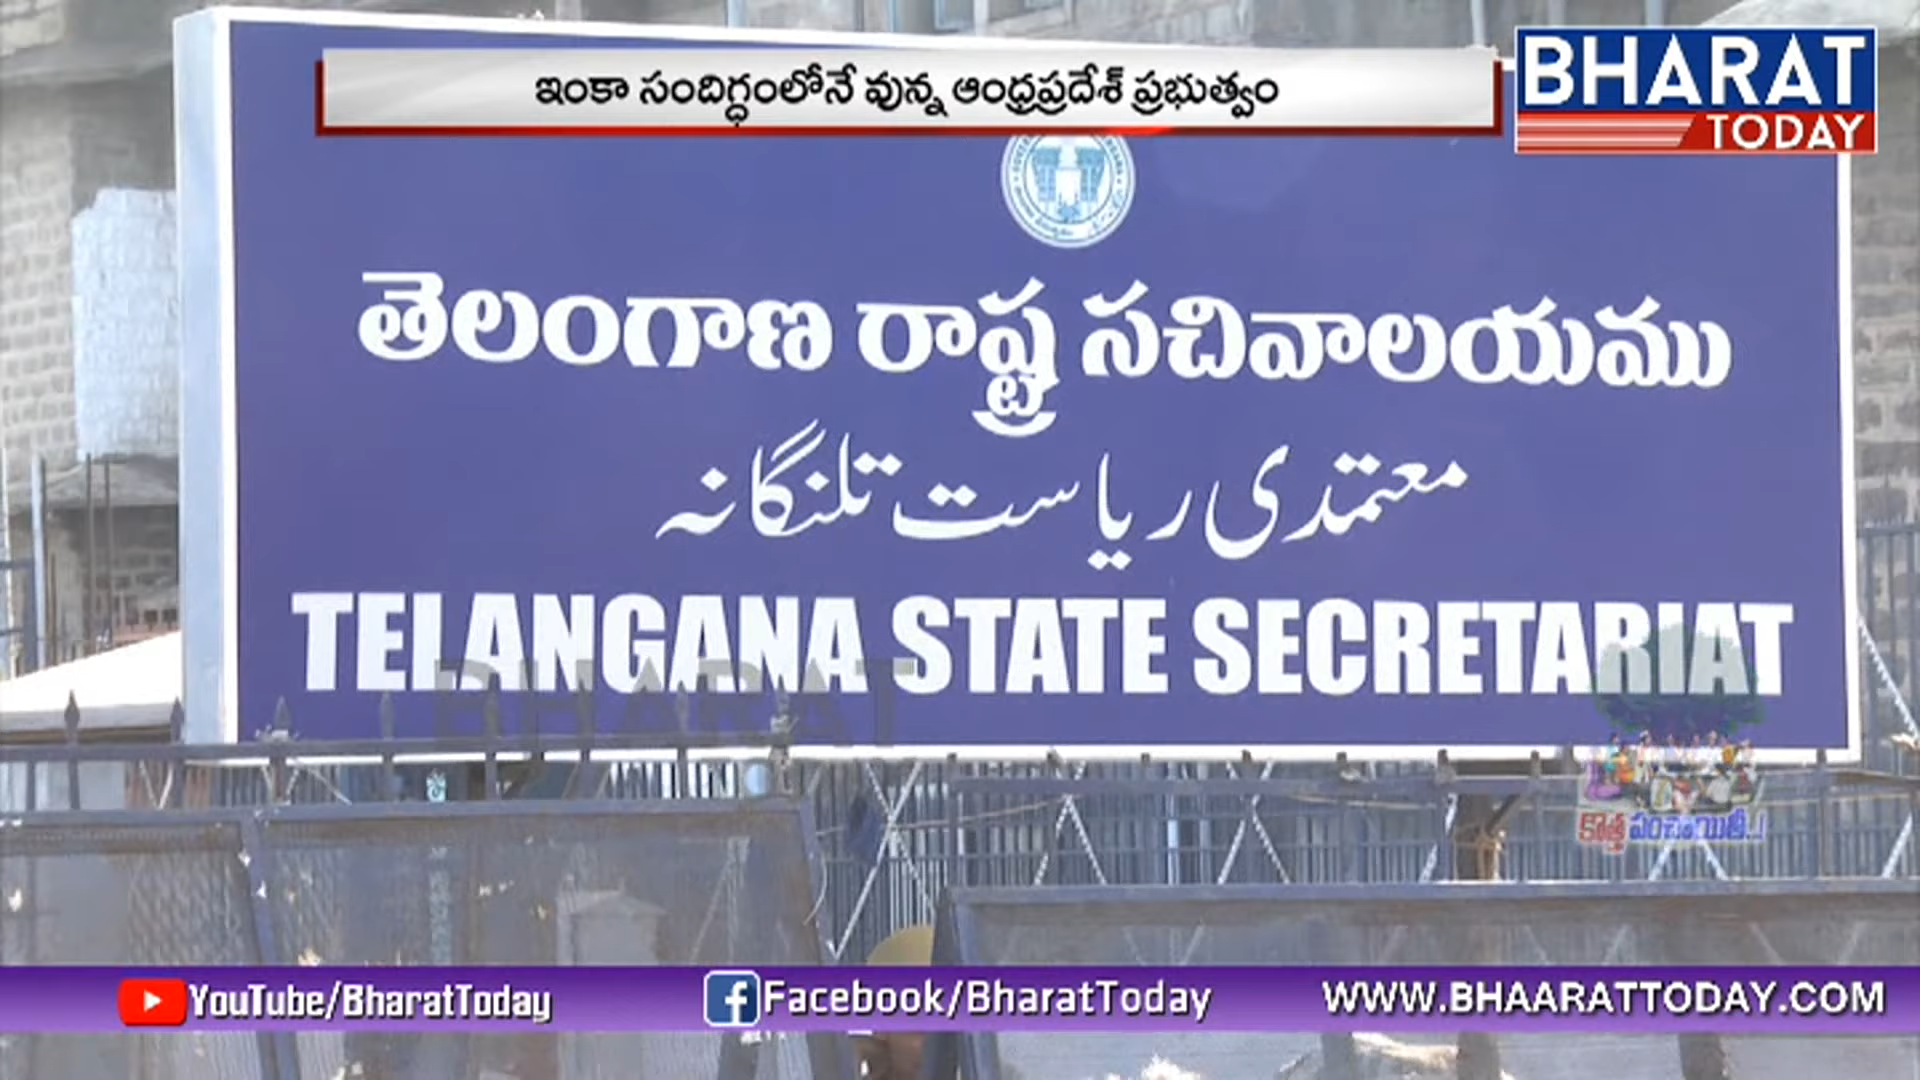 ఇంకా సందిగ్ధంలోనే వున్న ఆంధ్రప్రదేశ్ ప్రభుత్వం
BHARAT
TODAY
తెలంగాణ రాష్ట్ర సచివాలయము
معتمدی ریاست تلنگانہ
TELANGANA STATE SECRETARIAT
BHARAT
కొత్త పంచాయితీ..!
YouTube/BharatToday
Facebook/BharatToday
WWW.BHAARATTODAY.COM